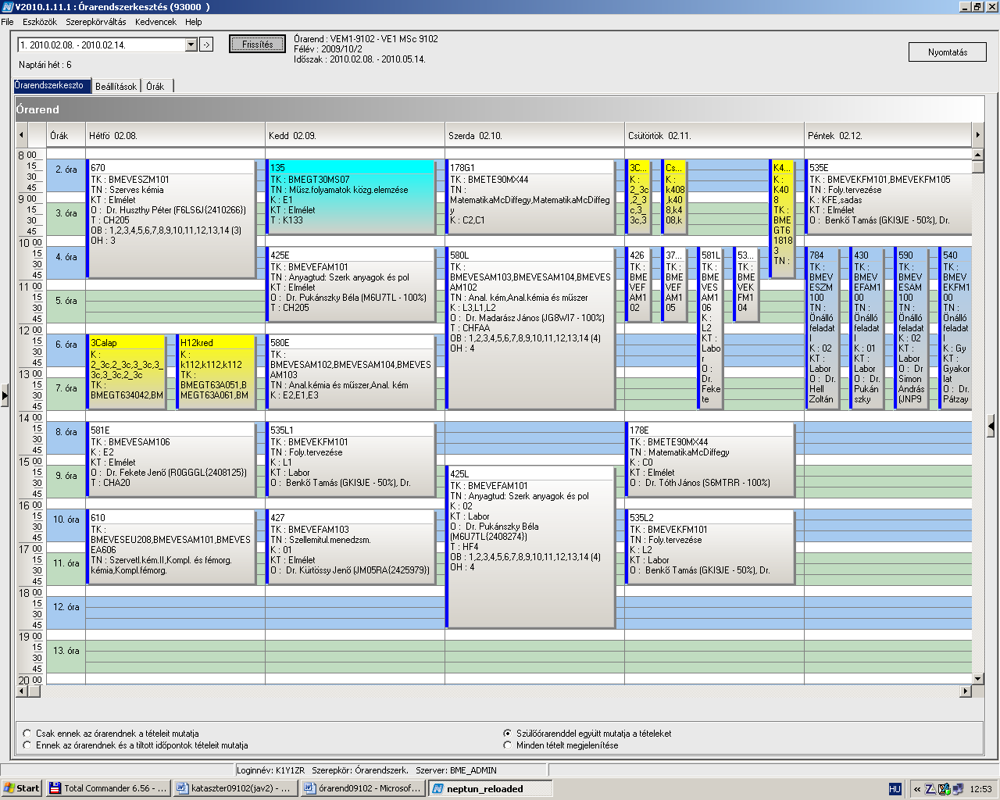 V2010.1.11.1 : Órarendszerkesztés (93000 )
File Eszközök Szerepkörváltás Kedvencek Help
1. 2010.02.08. - 2010.02.14.
->
Frissítés
Naptári hét : 6
Órarend : VEM1-9102 - VE1 MSc 9102
Félév : 2009/10/2
Időszak : 2010.02.08. - 2010.05.14.
Nyomtatás
Órarendszerkeszto Beállítások Órák
Órarend
Órák Hétfő 02.08. Kedd 02.09. Szerda 02.10. Csütörtök 02.11. Péntek 02.12.
8 00
15
30
45
9 00
15
30
45
10 00
15
30
45
11 00
15
30
45
12 00
15
30
45
13 00
15
30
45
14 00
15
30
45
15 00
15
30
45
16 00
15
30
45
17 00
15
30
45
18 00
15
30
45
19 00
15
30
45
20 00
2. óra
3. óra
4. óra
5. óra
6. óra
7. óra
8. óra
9. óra
10. óra
11. óra
12. óra
13. óra
670
TK : BMEVESZM101
TN : Szerves kémia
KT : Elmélet
O : Dr. Huszthy Péter (F6LS6J{2410266})
T : CH205
OB : 1,2,3,4,5,6,7,8,9,10,11,12,13,14 (3)
OH : 3
3Calap
K :
2_3c,2_3c,3_3c,3_
3c,3_3c,2_3c
TK :
BMEGT634042,BM
H12kred
K :
k112,k112,k112
TK :
BMEGT63A051,B
MEGT63A061,BM
581E
TK : BMEVESAM106
K : E2
KT : Elmélet
O : Dr. Fekete Jenő (R0GGGL{2408125})
T : CHA20
610
TK :
BMEVESEU208,BMEVESAM101,BMEVES
EA606
TN : Szervetl.kém.II,Kompl. és fémorg.
kémia,Kompl.fémorg.
135
TK : BMEGT30MS07
TN : Műsz.folyamatok közg.elemzése
K : E1
KT : Elmélet
T : K133
425E
TK : BMEVEFAM101
TN : Anyagtud: Szerk anyagok és pol
KT : Elmélet
O : Dr. Pukánszky Béla (M6U7TL - 100%)
T : CH205
580E
TK :
BMEVESAM102,BMEVESAM104,BMEVES
AM103
TN : Anal.kémia és műszer,Anal. kém
K : E2,E1,E3
535L1
TK : BMEVEKFM101
TN : Foly.tervezése
K : L1
KT : Labor
O : Benkő Tamás (GKI9JE - 50%), Dr.
427
TK : BMEVEFAM103
TN : Szellemitul.menedzsm.
K : 01
KT : Elmélet
O : Dr. Kürtössy Jenő (JM05RA{2425979})
178G1
TK : BMETE90MX44
TN :
MatematikaMcDiffegy,MatematikaMcDiffeg
y
K : C2,C1
580L
TK :
BMEVESAM103,BMEVESAM104,BMEVES
AM102
TN : Anal. kém,Anal.kémia és műszer
K : L3,L1,L2
O : Dr. Madarász János (JG8WI7 - 100%)
T : CHFAA
OB : 1,2,3,4,5,6,7,8,9,10,11,12,13,14 (4)
OH : 4
425L
TK : BMEVEFAM101
TN : Anyagtud: Szerk anyagok és pol
K : 02
KT : Labor
O : Dr. Pukánszky Béla
(M6U7TL{2408274})
T : HF4
OB : 1,2,3,4,5,6,7,8,9,10,11,12,13,14 (4)
OH : 4
3C...
K :
2_3c
,2_3
c,3_
3c,3
Cs...
K :
k408
,k40
8,k4
08,k
K4...
K :
K40
8
TK :
BME
GT6
1818
3
TN :
426
TK :
BME
VEF
AM1
02
37...
TK :
BME
VEF
AM1
05
581L
TK :
BME
VES
AM1
06
K :
L2
KT :
Labo
r
O :
Dr.
Feke
te
53...
TK :
BME
VEK
FM1
04
178E
TK : BMETE90MX44
TN : MatematikaMcDiffegy
K : C0
KT : Elmélet
O : Dr. Tóth János (S6MTRR - 100%)
535L2
TK : BMEVEKFM101
TN : Foly.tervezése
K : L2
KT : Labor
O : Benkő Tamás (GKI9JE - 50%), Dr.
535E
TK : BMEVEKFM101,BMEVEKFM105
TN : Foly.tervezése
K : KFE,sadas
KT : Elmélet
O : Benkő Tamás (GKI9JE - 50%), Dr.
784
TK :
BMEV
ESZM
100
TN :
Önálló
feladat
I
K : 02
KT :
Labor
O : Dr.
Hell
Zoltán
430
TK :
BMEV
EFAM1
00
TN :
Önálló
feladat
I
K : 01
KT :
Labor
O : Dr.
Pukán
szky
590
TK :
BMEV
ESAM
100
TN :
Önálló
feladat
I
K : 02
KT :
Labor
O : Dr
Simon
András
(JNP9
540
TK :
BMEV
EKFM1
00
TN :
Önálló
feladat
I
K : Gy
KT :
Gyakor
lat
O : Dr.
Pátzay
Csak ennek az órarendnek a tételeit mutatja
Ennek az órarendnek és a tiltott időpontok tételeit mutatja
Szülőórarenddel együtt mutatja a tételeket
Minden tételt megjelenítése
Loginnév: K1Y1ZR Szerepkör: Órarendszerk. Szerver: BME_ADMIN
Start
Total Commander 6.56 - ...
kataszter09102(jav2) - ...
órarend09102 - Microsof...
neptun_reloaded
HU
«
12:53